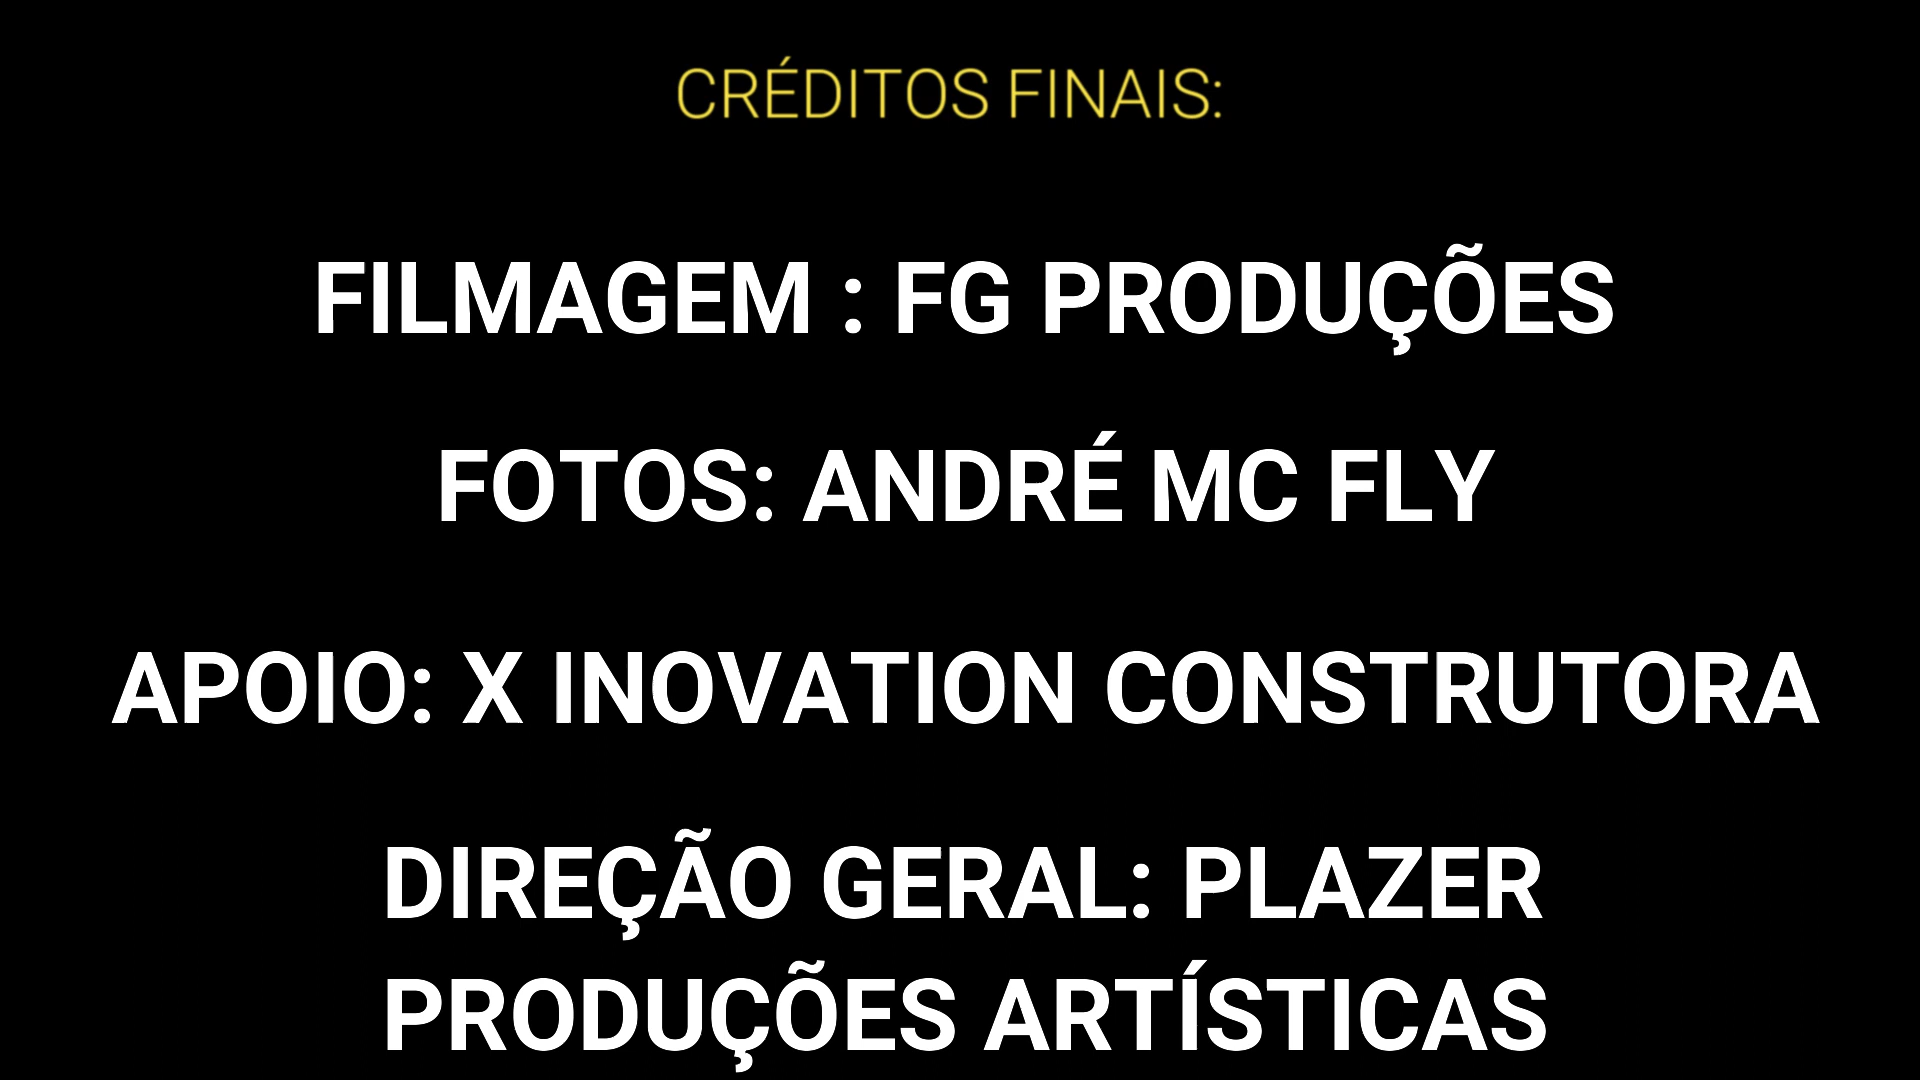 CRÉDITOS FINAIS:
FILMAGEM : FG PRODUÇÕES
FOTOS: ANDRÉ MC FLY
APOIO: X INOVATION CONSTRUTORA
DIREÇÃO GERAL: PLAZER
PRODUÇÕES ARTÍSTICAS